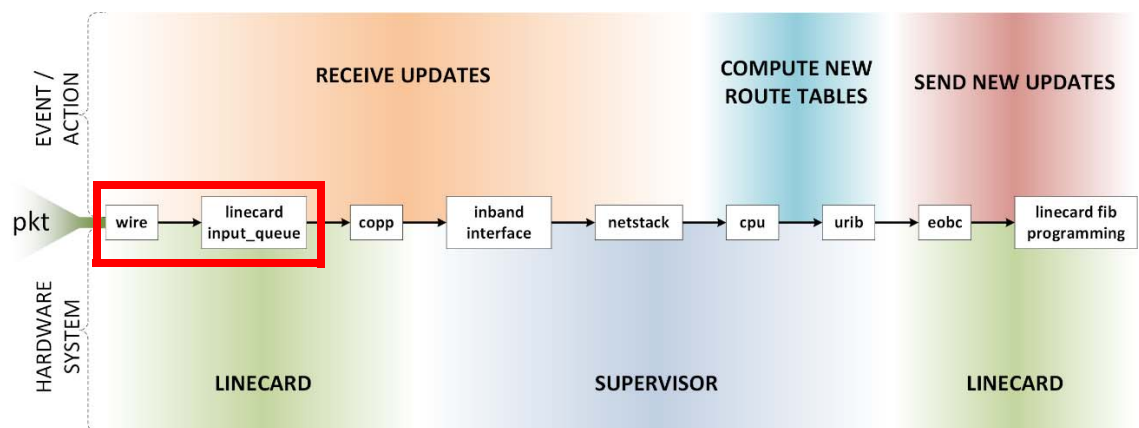 EVENT /
ACTION
RECEIVE UPDATES
COMPUTE NEW
ROUTE TABLES
SEND NEW UPDATES
pkt
wire
linecard
input_queue
copp
inband
interface
netstack
cpu
urib
eobc
linecard fib
programming
HARDWARE
SYSTEM
LINECARD
SUPERVISOR
LINECARD